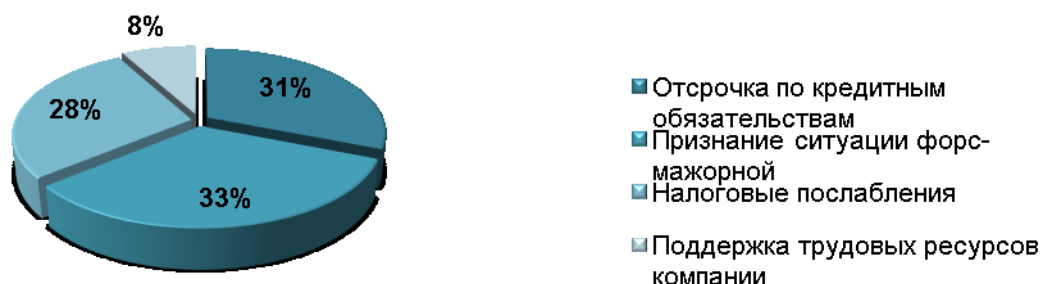 8%
31%
28%
33%
Отсрочка по кредитным
обязательствам
Признание ситуации форс-
мажорной
Налоговые послабления
Поддержка трудовых ресурсов
компании